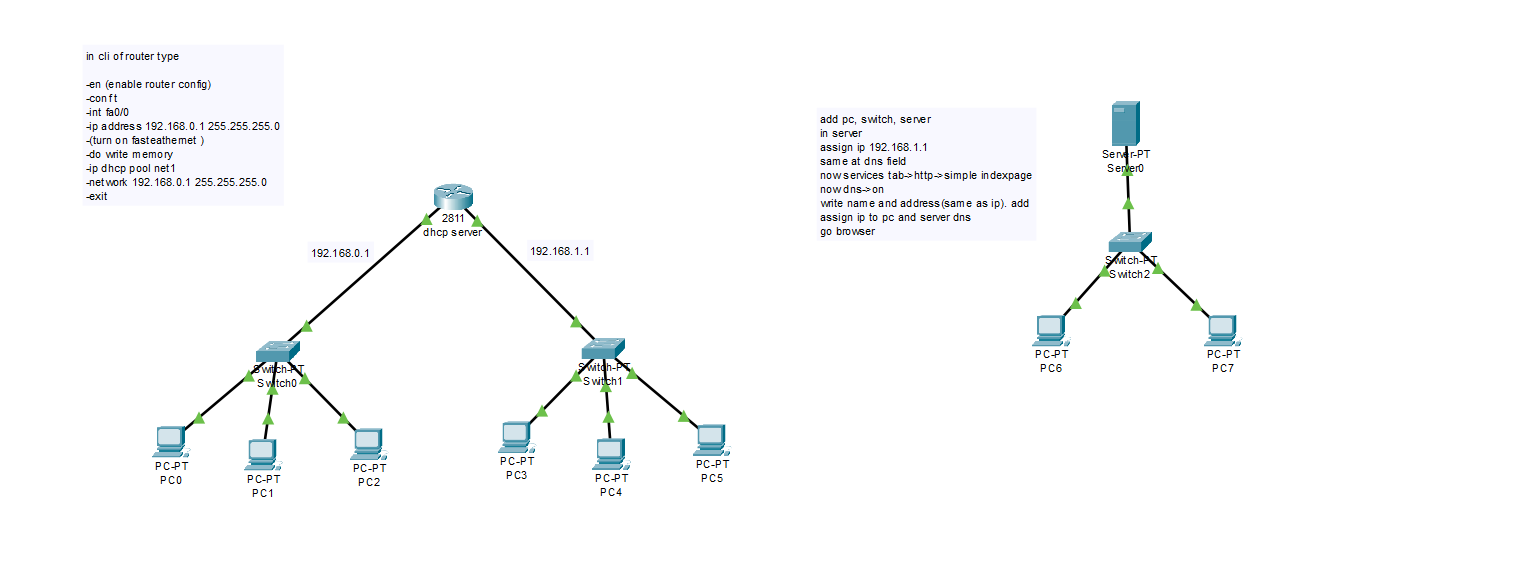 in cli of router type
-en (enable router config)
-conf t
-int fa0/0
-ip address 192.168.0.1 255.255.255.0
-(turn on fasteathernet )
-do write memory
-ip dhcp pool net1
-network 192.168.0.1 255.255.255.0
-exit
2811
dhcp server
192.168.0.1
192.168.1.1
Switch-PT
Switch0
Switch-PT
Switch1
PC-PT
PC0
PC-PT
PC1
PC-PT
PC2
PC-PT
PC3
PC-PT
PC4
PC-PT
PC5
add pc, switch, server
in server
assign ip 192.168.1.1
same at dns field
now services tab->http->simple indexpage
now dns->on
write name and address(same as ip). add
assign ip to pc and server dns
go browser
Server-PT
Server0
Switch-PT
Switch2
PC-PT
PC6
PC-PT
PC7